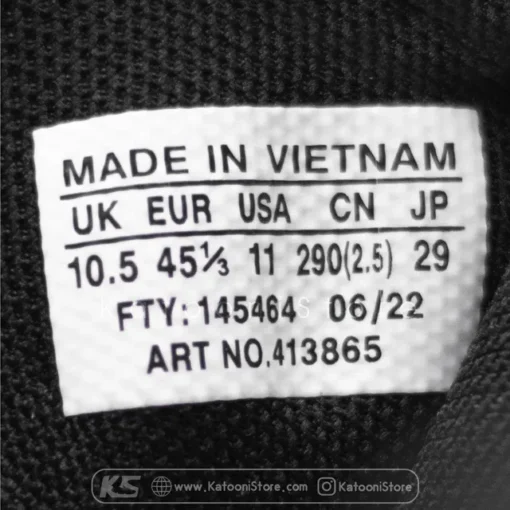 MADE IN VIETNAM
UK EUR USA CN JP
10.5 45⅓ 11 290(2.5) 29
FTY: 145464 06/22
ART NO.413865
KS www.KatooniStore.com KatooniStore